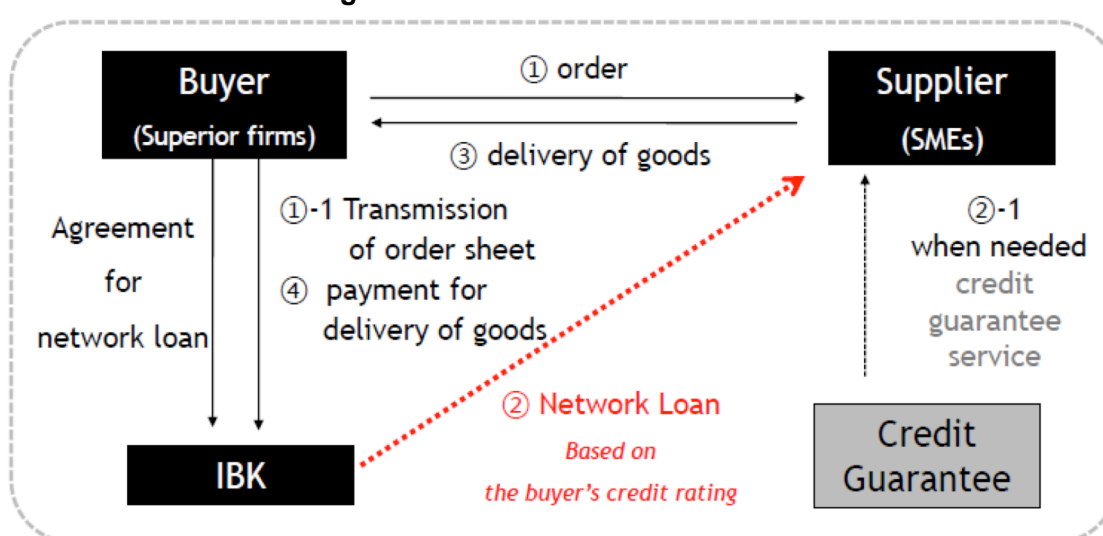 Buyer
(Superior firms)
① order
Supplier
(SMEs)
③ delivery of goods
Agreement
for
network loan
①-1 Transmission
of order sheet
④ payment for
delivery of goods
②-1
when needed
credit
guarantee
service
② Network Loan
Based on
the buyer's credit rating
IBK
Credit
Guarantee